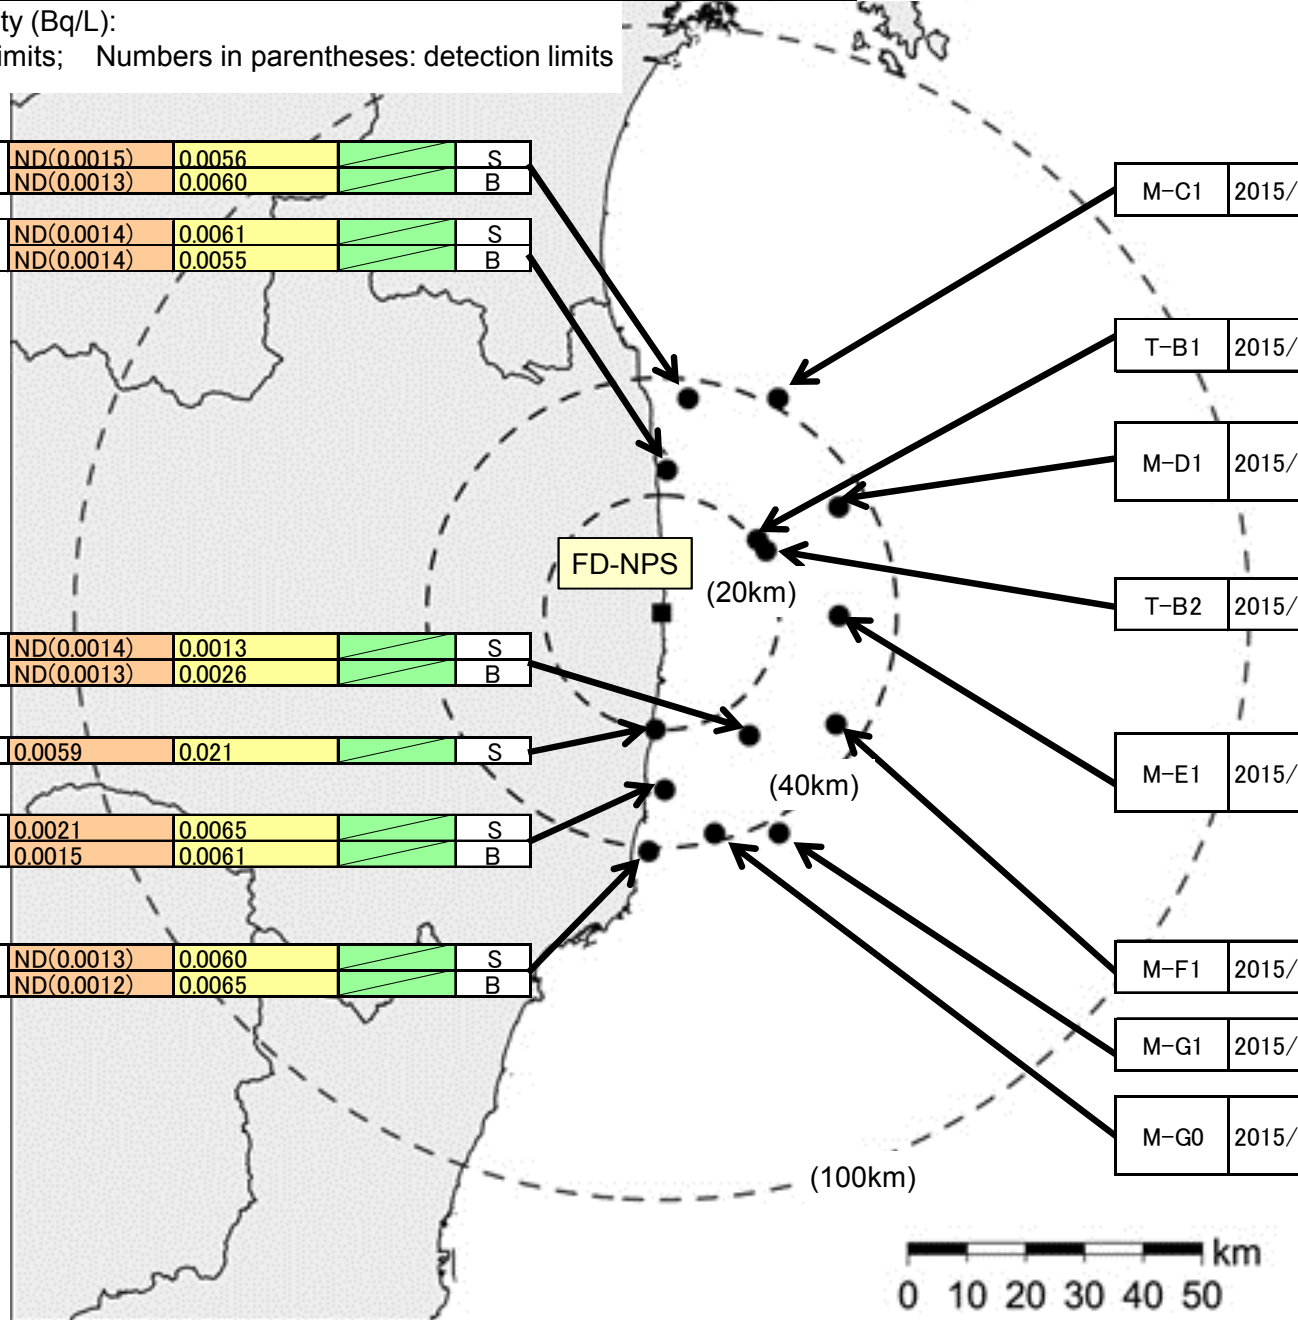 ty (Bq/L):
imits; Numbers in parentheses: detection limits
ND(0.0015) 0.0056 S
ND(0.0013) 0.0060 B
ND(0.0014) 0.0061 S
ND(0.0014) 0.0055 B
M-C1 2015/
T-B1 2015/
M-D1 2015/
FD-NPS
(20km)
T-B2 2015/
ND(0.0014) 0.0013 S
ND(0.0013) 0.0026 B
0.0059 0.021 S
(40km)
M-E1 2015/
0.0021 0.0065 S
0.0015 0.0061 B
ND(0.0013) 0.0060 S
ND(0.0012) 0.0065 B
M-F1 2015/
M-G1 2015/
M-G0 2015/
(100km)
km
0 10 20 30 40 50